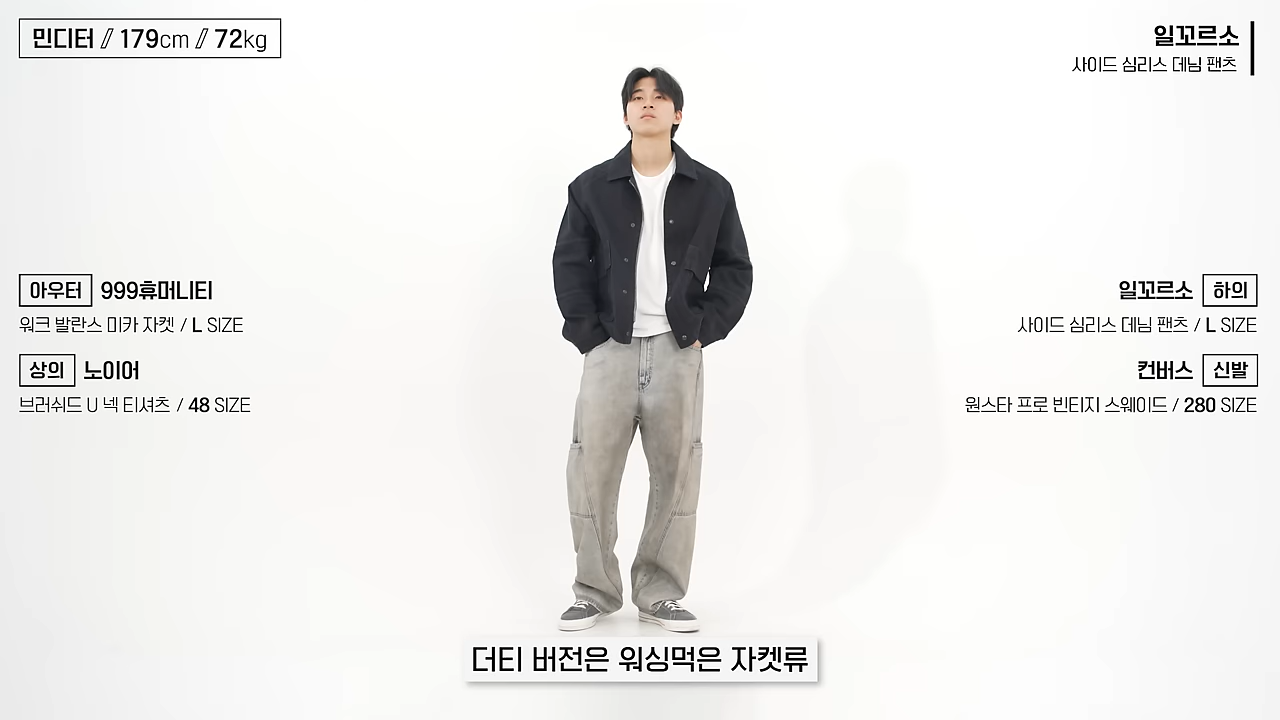 민디터 // 179cm // 72kg
일꼬르소
사이드 심리스 데님 팬츠
아우터 999휴머니티
워크 발란스 미카 자켓 / L SIZE
상의 노이어
브러쉬드 U 넥 티셔츠 / 48 SIZE
일꼬르소 하의
사이드 심리스 데님 팬츠 / L SIZE
컨버스 신발
원스타 프로 빈티지 스웨이드 / 280 SIZE
더티 버전은 워싱먹은 자켓류